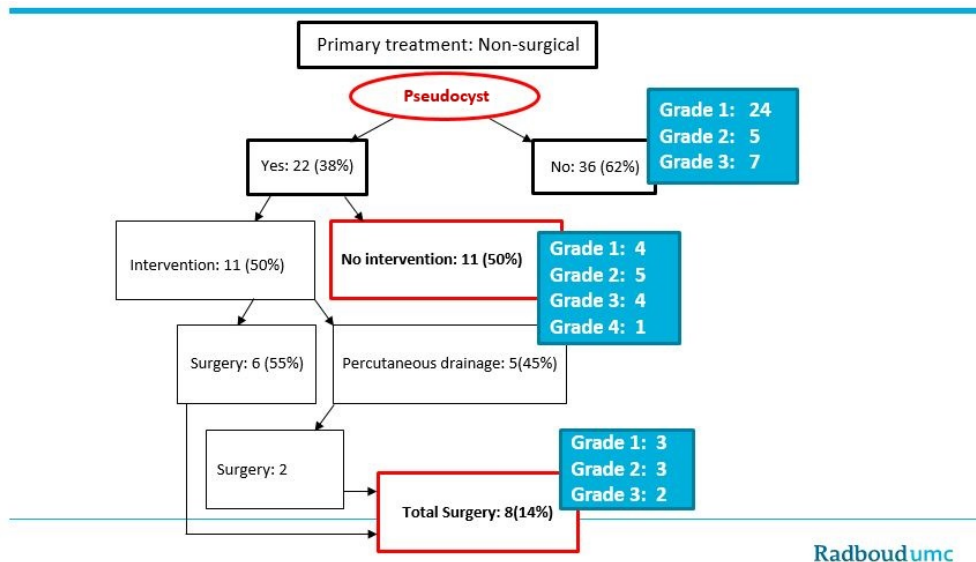 Primary treatment: Non-surgical
Pseudocyst
Grade 1: 24
Grade 2: 5
Grade 3: 7
Yes: 22 (38%)
No: 36 (62%)
Intervention: 11 (50%)
No intervention: 11 (50%)
Grade 1: 4
Grade 2: 5
Grade 3: 4
Grade 4: 1
Surgery: 6 (55%)
Percutaneous drainage: 5(45%)
Surgery: 2
Grade 1: 3
Grade 2: 3
Grade 3: 2
Total Surgery: 8(14%)
Radboudumc